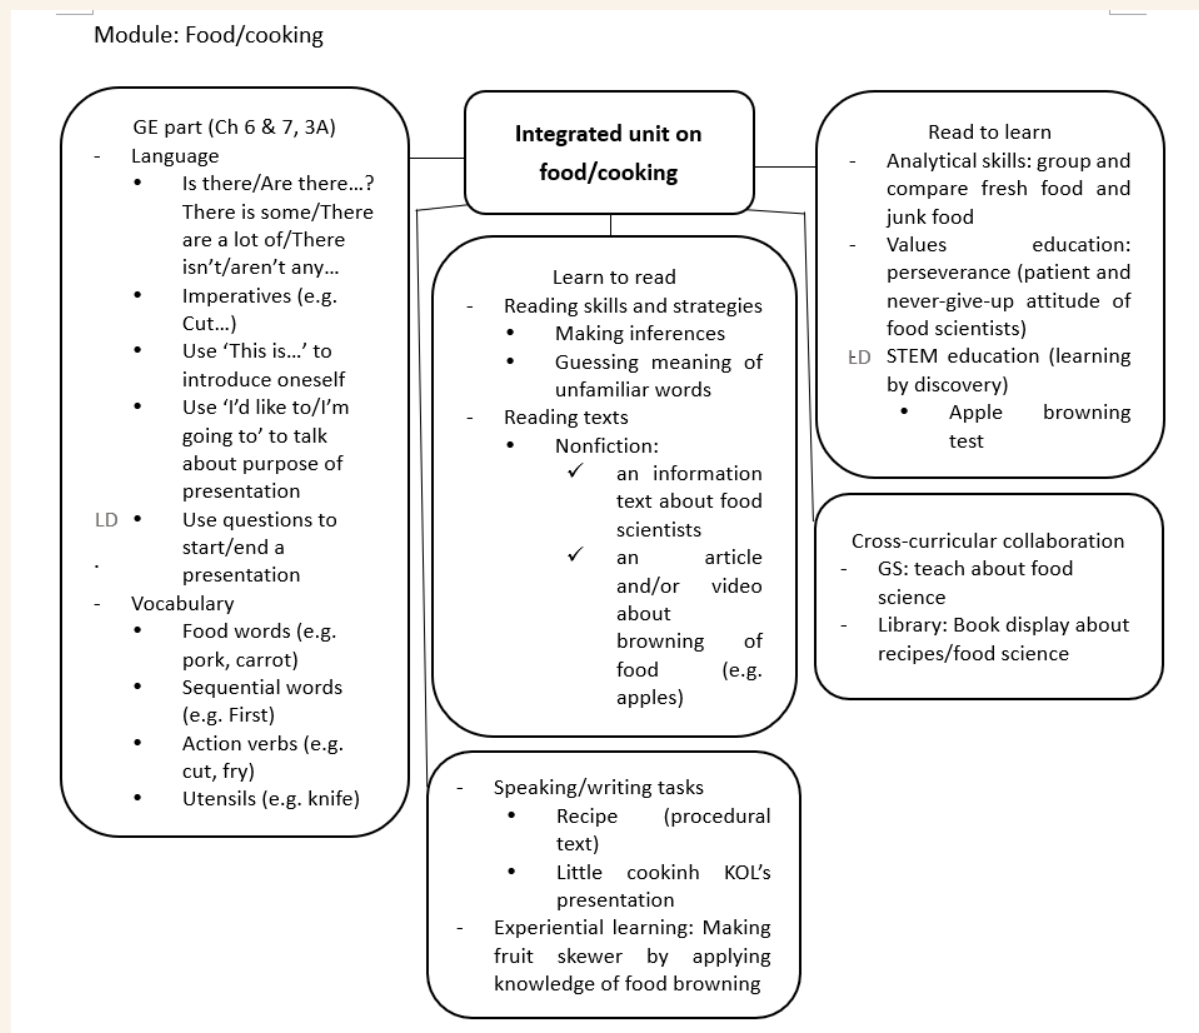 Module: Food/cooking
GE part (Ch 6 & 7, 3A)
- Language
• Is there/Are there...?
There is some/There
are a lot of/There
isn't/aren't any...
• Imperatives (e.g.
Cut...)
• Use 'This is...' to
introduce oneself
• Use 'I'd like to/I'm
going to' to talk
about purpose of
presentation
LD • Use questions to
start/end a
presentation
- Vocabulary
• Food words (e.g.
pork, carrot)
• Sequential words
(e.g. First)
• Action verbs (e.g.
cut, fry)
• Utensils (e.g. knife)
Integrated unit on
food/cooking
Learn to read
- Reading skills and strategies
• Making inferences
• Guessing meaning of
unfamiliar words
- Reading texts
• Nonfiction:
✓ an information
text about food
scientists
✓ an article
and/or video
about
browning of
food (e.g.
apples)
- Speaking/writing tasks
• Recipe (procedural
text)
• Little cookinh KOL's
presentation
- Experiential learning: Making
fruit skewer by applying
knowledge of food browning
Read to learn
- Analytical skills: group and
compare fresh food and
junk food
- Values education:
perseverance (patient and
never-give-up attitude of
food scientists)
STEM education (learning
by discovery)
• Apple browning
test
Cross-curricular collaboration
- GS: teach about food
science
- Library: Book display about
recipes/food science